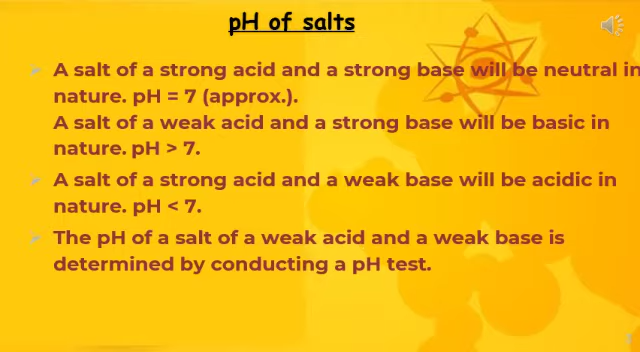 pH of salts
A salt of a strong acid and a strong base will be neutral in
nature. pH = 7 (approx.).
A salt of a weak acid and a strong base will be basic in
nature. pH > 7.
A salt of a strong acid and a weak base will be acidic in
nature. pH < 7.
The pH of a salt of a weak acid and a weak base is
determined by conducting a pH test.